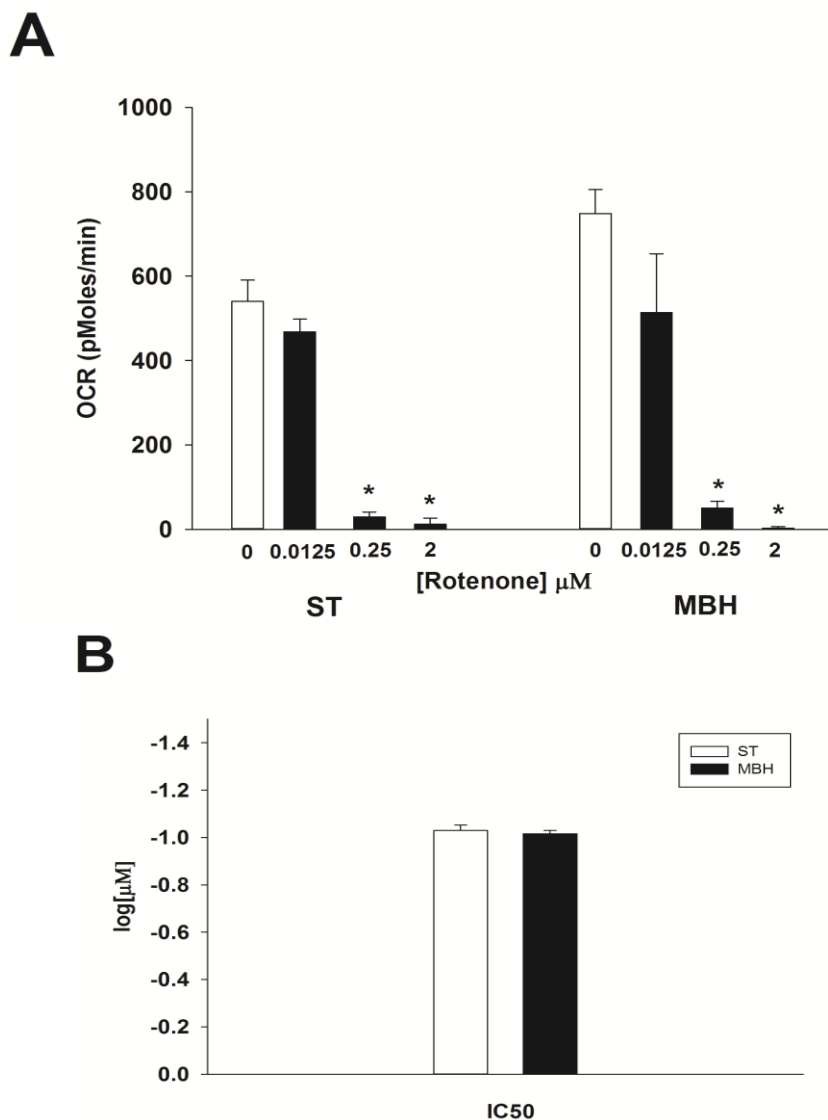 A
1000
800
600
400
200
0
OCR (pMoles/min)
* * * *
0 0.0125 0.25 2 0 0.0125 0.25 2
[Rotenone] μM
ST MBH
B
-1.4
-1.2
-1.0
-0.8
-0.6
-0.4
-0.2
0.0
log[μM]
ST
MBH
IC50